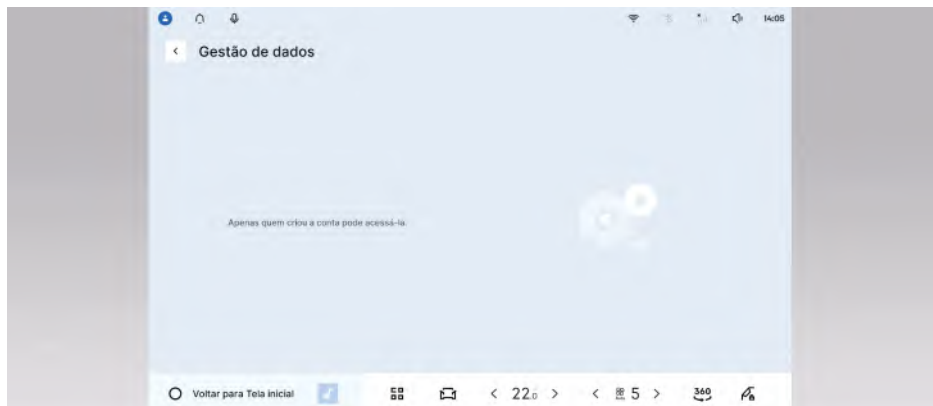 14:05
Gestão de dados
Apenas quem criou a conta pode acessá-la.
Voltar para Tela inicial
22.0
5
360